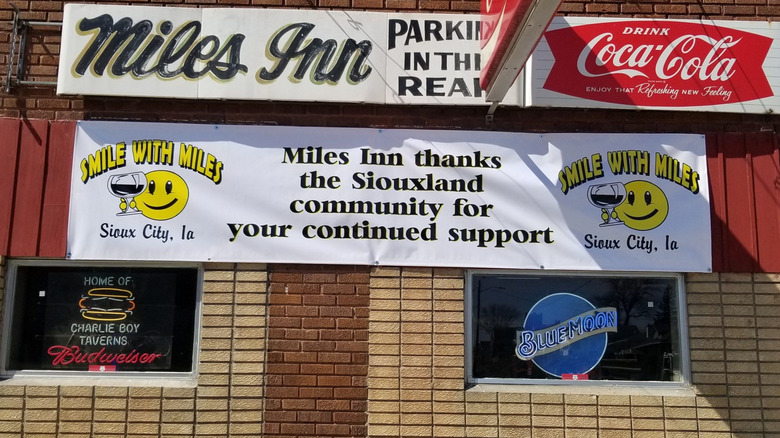 Miles Inn
PARKIN
IN THE
REAR
DRINK
Coca-Cola
ENJOY THAT Refreshing NEW Feeling
SMILE WITH MILES
Sioux City, Ia
Miles Inn thanks
the Siouxland
community for
your continued support
SMILE WITH MILES
Sioux City, Ia
HOME OF
CHARLIE BOY
TAVERNS
Budweiser
BLUE MOON